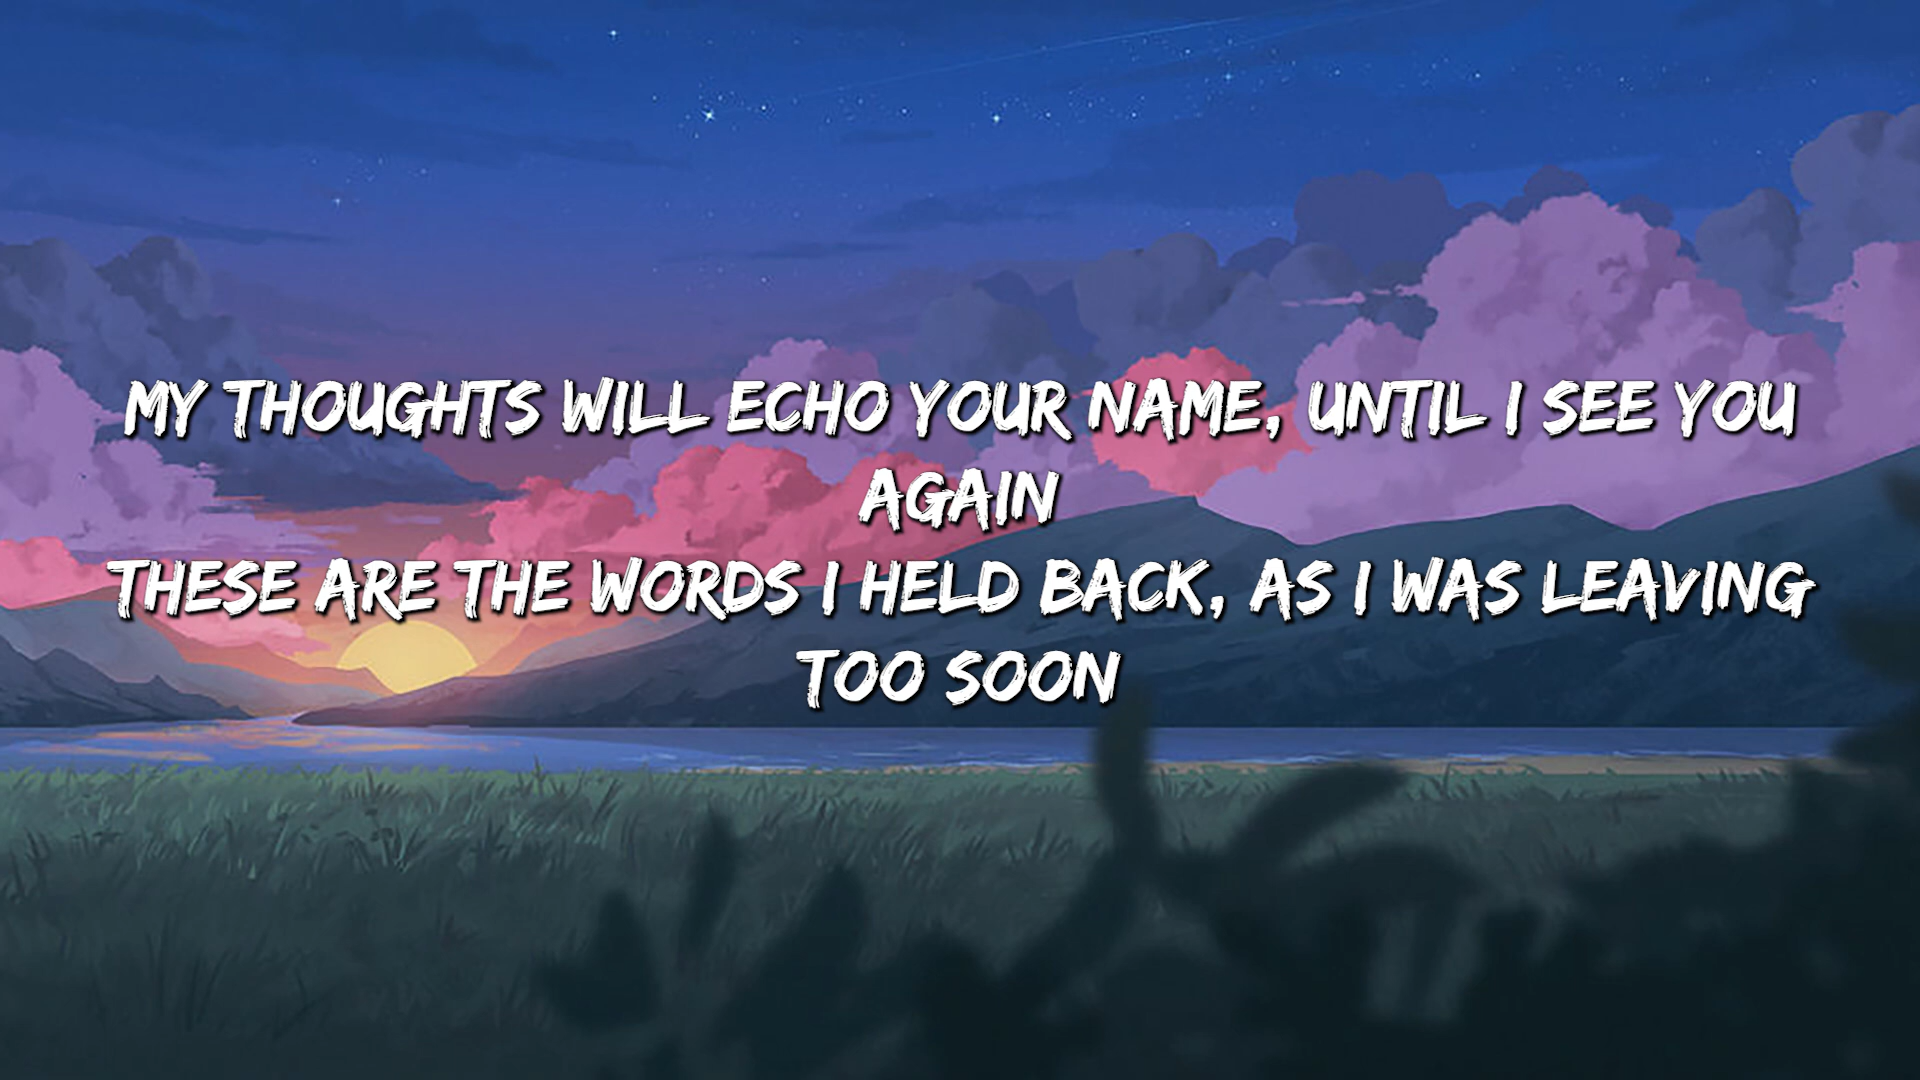 MY THOUGHTS WILL ECHO YOUR NAME, UNTIL I SEE YOU
AGAIN
THESE ARE THE WORDS I HELD BACK, AS I WAS LEAVING
TOO SOON